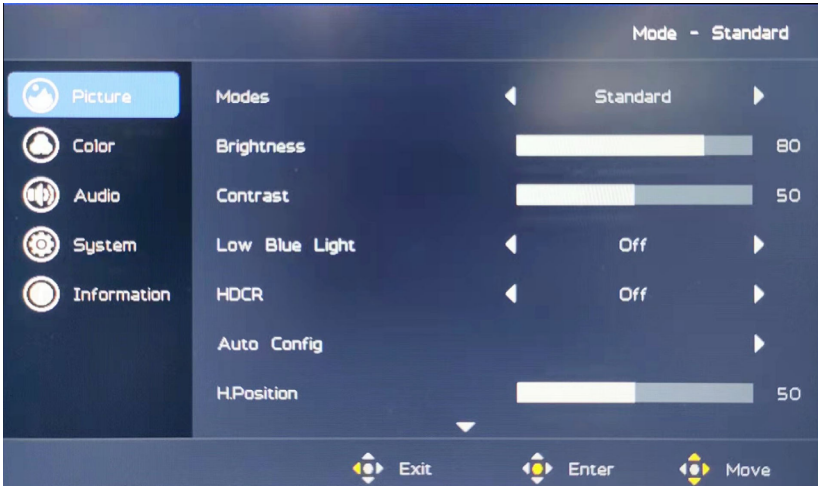 Mode - Standard
Picture
Modes
Standard
Brightness
80
Color
Audio
Contrast
50
System
Low Blue Light
Off
Information
HDCR
Off
Auto Config
H.Position
50
Exit
Enter
Move